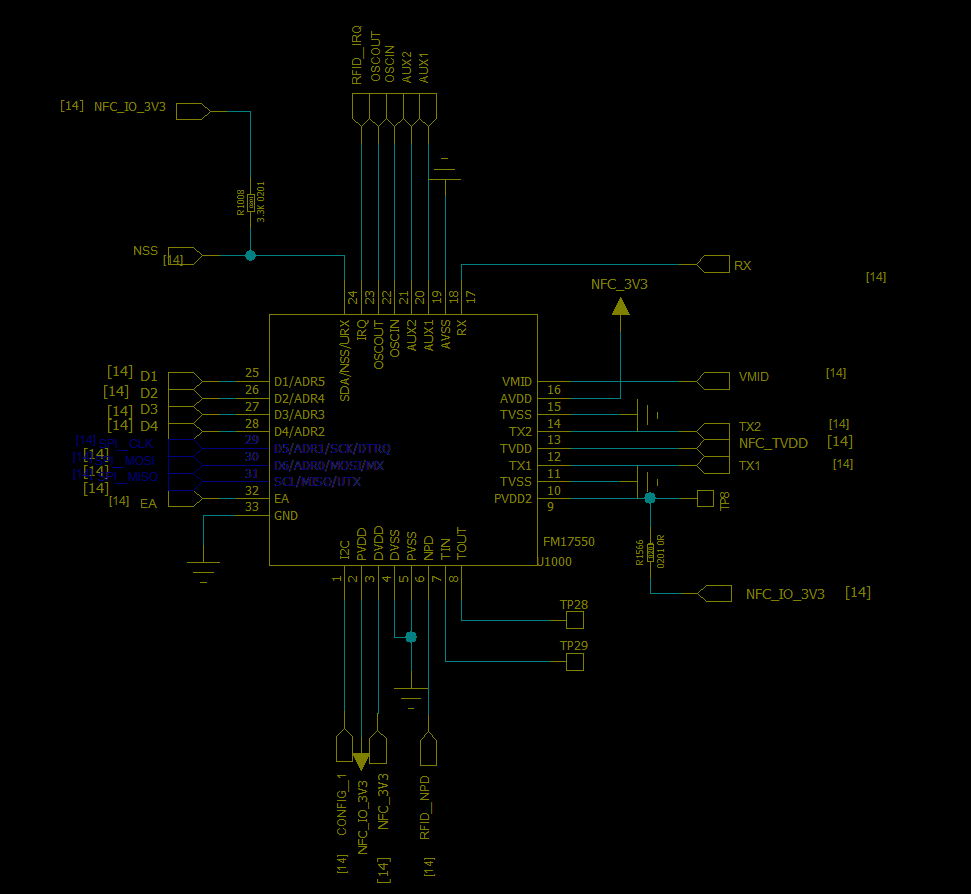 RFID_IRQ
OSCOUT
OSCIN
AUX2
AUX1
[14] NFC_IO_3V3
R1008
3.3K 0201
NSS
[14]
RX
[14]
NFC_3V3
24
23
22
21
20
19
18
17
SDA/NSS/URX
IRQ
OSCOUT
OSCIN
AUX2
AUX1
AVSS
RX
[14] D1
[14] D2
[14] D3
[14] D4
[14] SPI_CLK
[14]
[14]
[14]
SPI_MISO
[14] EA
25
26
27
28
29
30
31
32
33
D1/ADR5
D2/ADR4
D3/ADR3
D4/ADR2
D5/ADR1/SCK/DTRQ
D6/ADR0/MOSI/MX
SCL/MISO/UTX
EA
GND
VMID
AVDD
TVSS
TX2
TVDD
TX1
TVSS
PVDD2
16
15
14
13
12
11
10
9
VMID
[14]
TX2
[14]
NFC_TVDD
[14]
TX1
[14]
TP8
I2C
PVDD
DVDD
DVSS
PVSS
NPD
TIN
TOUT
FM17550
U1000
1
2
3
4
5
6
7
8
R1566
0201 0R
NFC_IO_3V3
[14]
TP28
TP29
CONFIG_1
NFC_IO_3V3
NFC_3V3
RFID_NPD
[14]
[14]
[14]